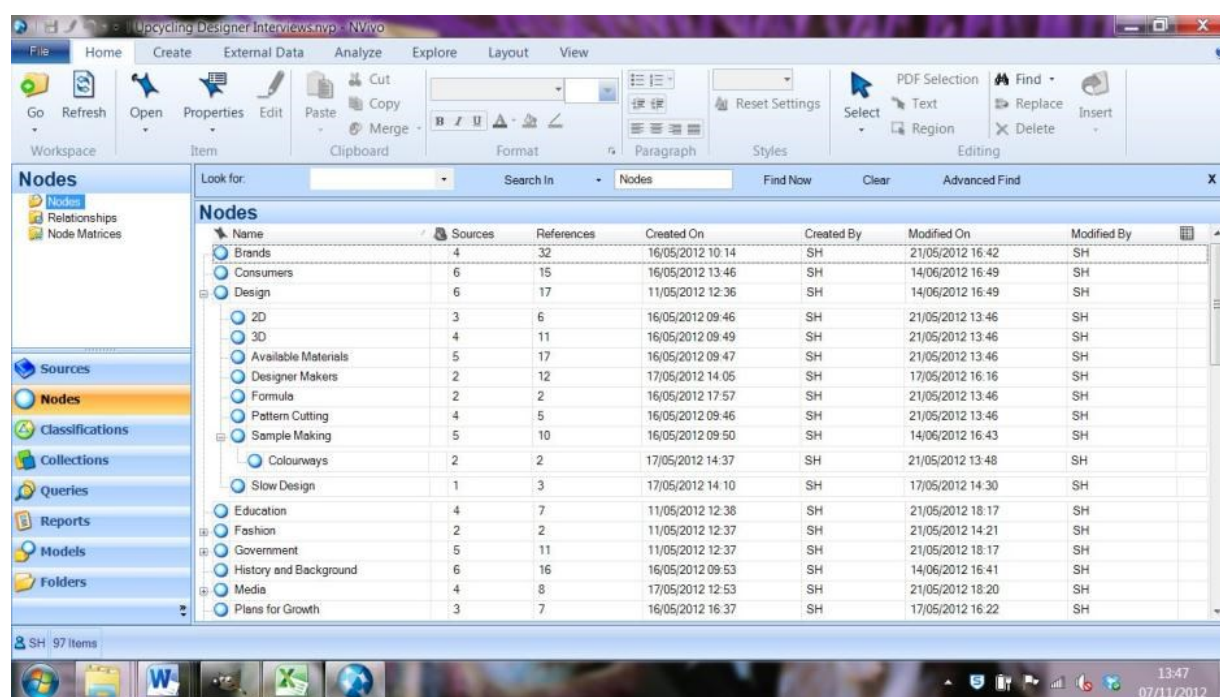 Upcycling Designer Interviews.nvp - NVivo
File Home Create External Data Analyze Explore Layout View
Go Refresh Open Properties Edit Paste Cut Copy Merge B I U A Reset Settings Select PDF Selection Text Region Find Replace Delete Insert
Workspace Item Clipboard Format Paragraph Styles Editing
Nodes Look for: Search In Nodes Find Now Clear Advanced Find X
Nodes
Relationships
Node Matrices
Sources
Nodes
Classifications
Collections
Queries
Reports
Models
Folders
Nodes
Name Sources References Created On Created By Modified On Modified By
Brands 4 32 16/05/2012 10:14 SH 21/05/2012 16:42 SH
Consumers 6 15 16/05/2012 13:46 SH 14/06/2012 16:49 SH
Design 6 17 11/05/2012 12:36 SH 14/06/2012 16:49 SH
2D 3 6 16/05/2012 09:46 SH 21/05/2012 13:46 SH
3D 4 11 16/05/2012 09:49 SH 21/05/2012 13:46 SH
Available Materials 5 17 16/05/2012 09:47 SH 21/05/2012 13:46 SH
Designer Makers 2 12 17/05/2012 14:05 SH 17/05/2012 16:16 SH
Formula 2 2 16/05/2012 17:57 SH 21/05/2012 13:46 SH
Pattern Cutting 4 5 16/05/2012 09:46 SH 21/05/2012 13:46 SH
Sample Making 5 10 16/05/2012 09:50 SH 14/06/2012 16:43 SH
Colourways 2 2 17/05/2012 14:37 SH 21/05/2012 13:48 SH
Slow Design 1 3 17/05/2012 14:10 SH 17/05/2012 14:30 SH
Education 4 7 11/05/2012 12:38 SH 21/05/2012 18:17 SH
Fashion 2 2 11/05/2012 12:37 SH 21/05/2012 14:21 SH
Government 5 11 11/05/2012 12:37 SH 21/05/2012 18:17 SH
History and Background 6 16 16/05/2012 09:53 SH 14/06/2012 16:41 SH
Media 4 8 17/05/2012 12:53 SH 21/05/2012 18:20 SH
Plans for Growth 3 7 16/05/2012 16:37 SH 17/05/2012 16:22 SH
SH 97 Items
13:47
07/11/2012